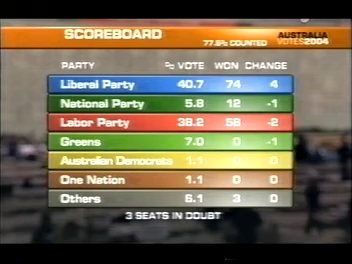 SCOREBOARD
77.5% COUNTED
AUSTRALIA
VOTES2004
PARTY % VOTE WON CHANGE
Liberal Party 40.7 74 4
National Party 5.8 12 -1
Labor Party 38.2 58 -2
Greens 7.0 0 -1
Australian Democrats 1.1 0 0
One Nation 1.1 0 0
Others 6.1 3 0
3 SEATS IN DOUBT